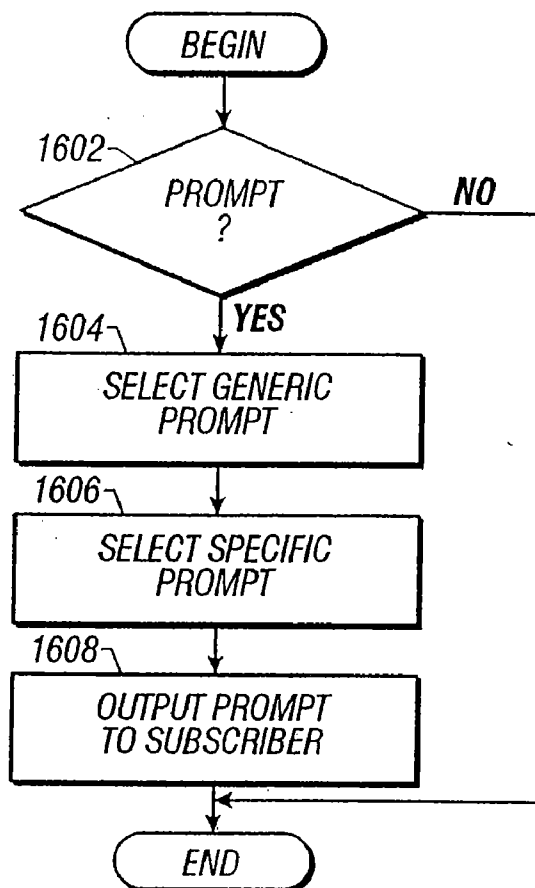 BEGIN
1602
PROMPT
?
NO
YES
1604
SELECT GENERIC
PROMPT
1606
SELECT SPECIFIC
PROMPT
1608
OUTPUT PROMPT
TO SUBSCRIBER
END